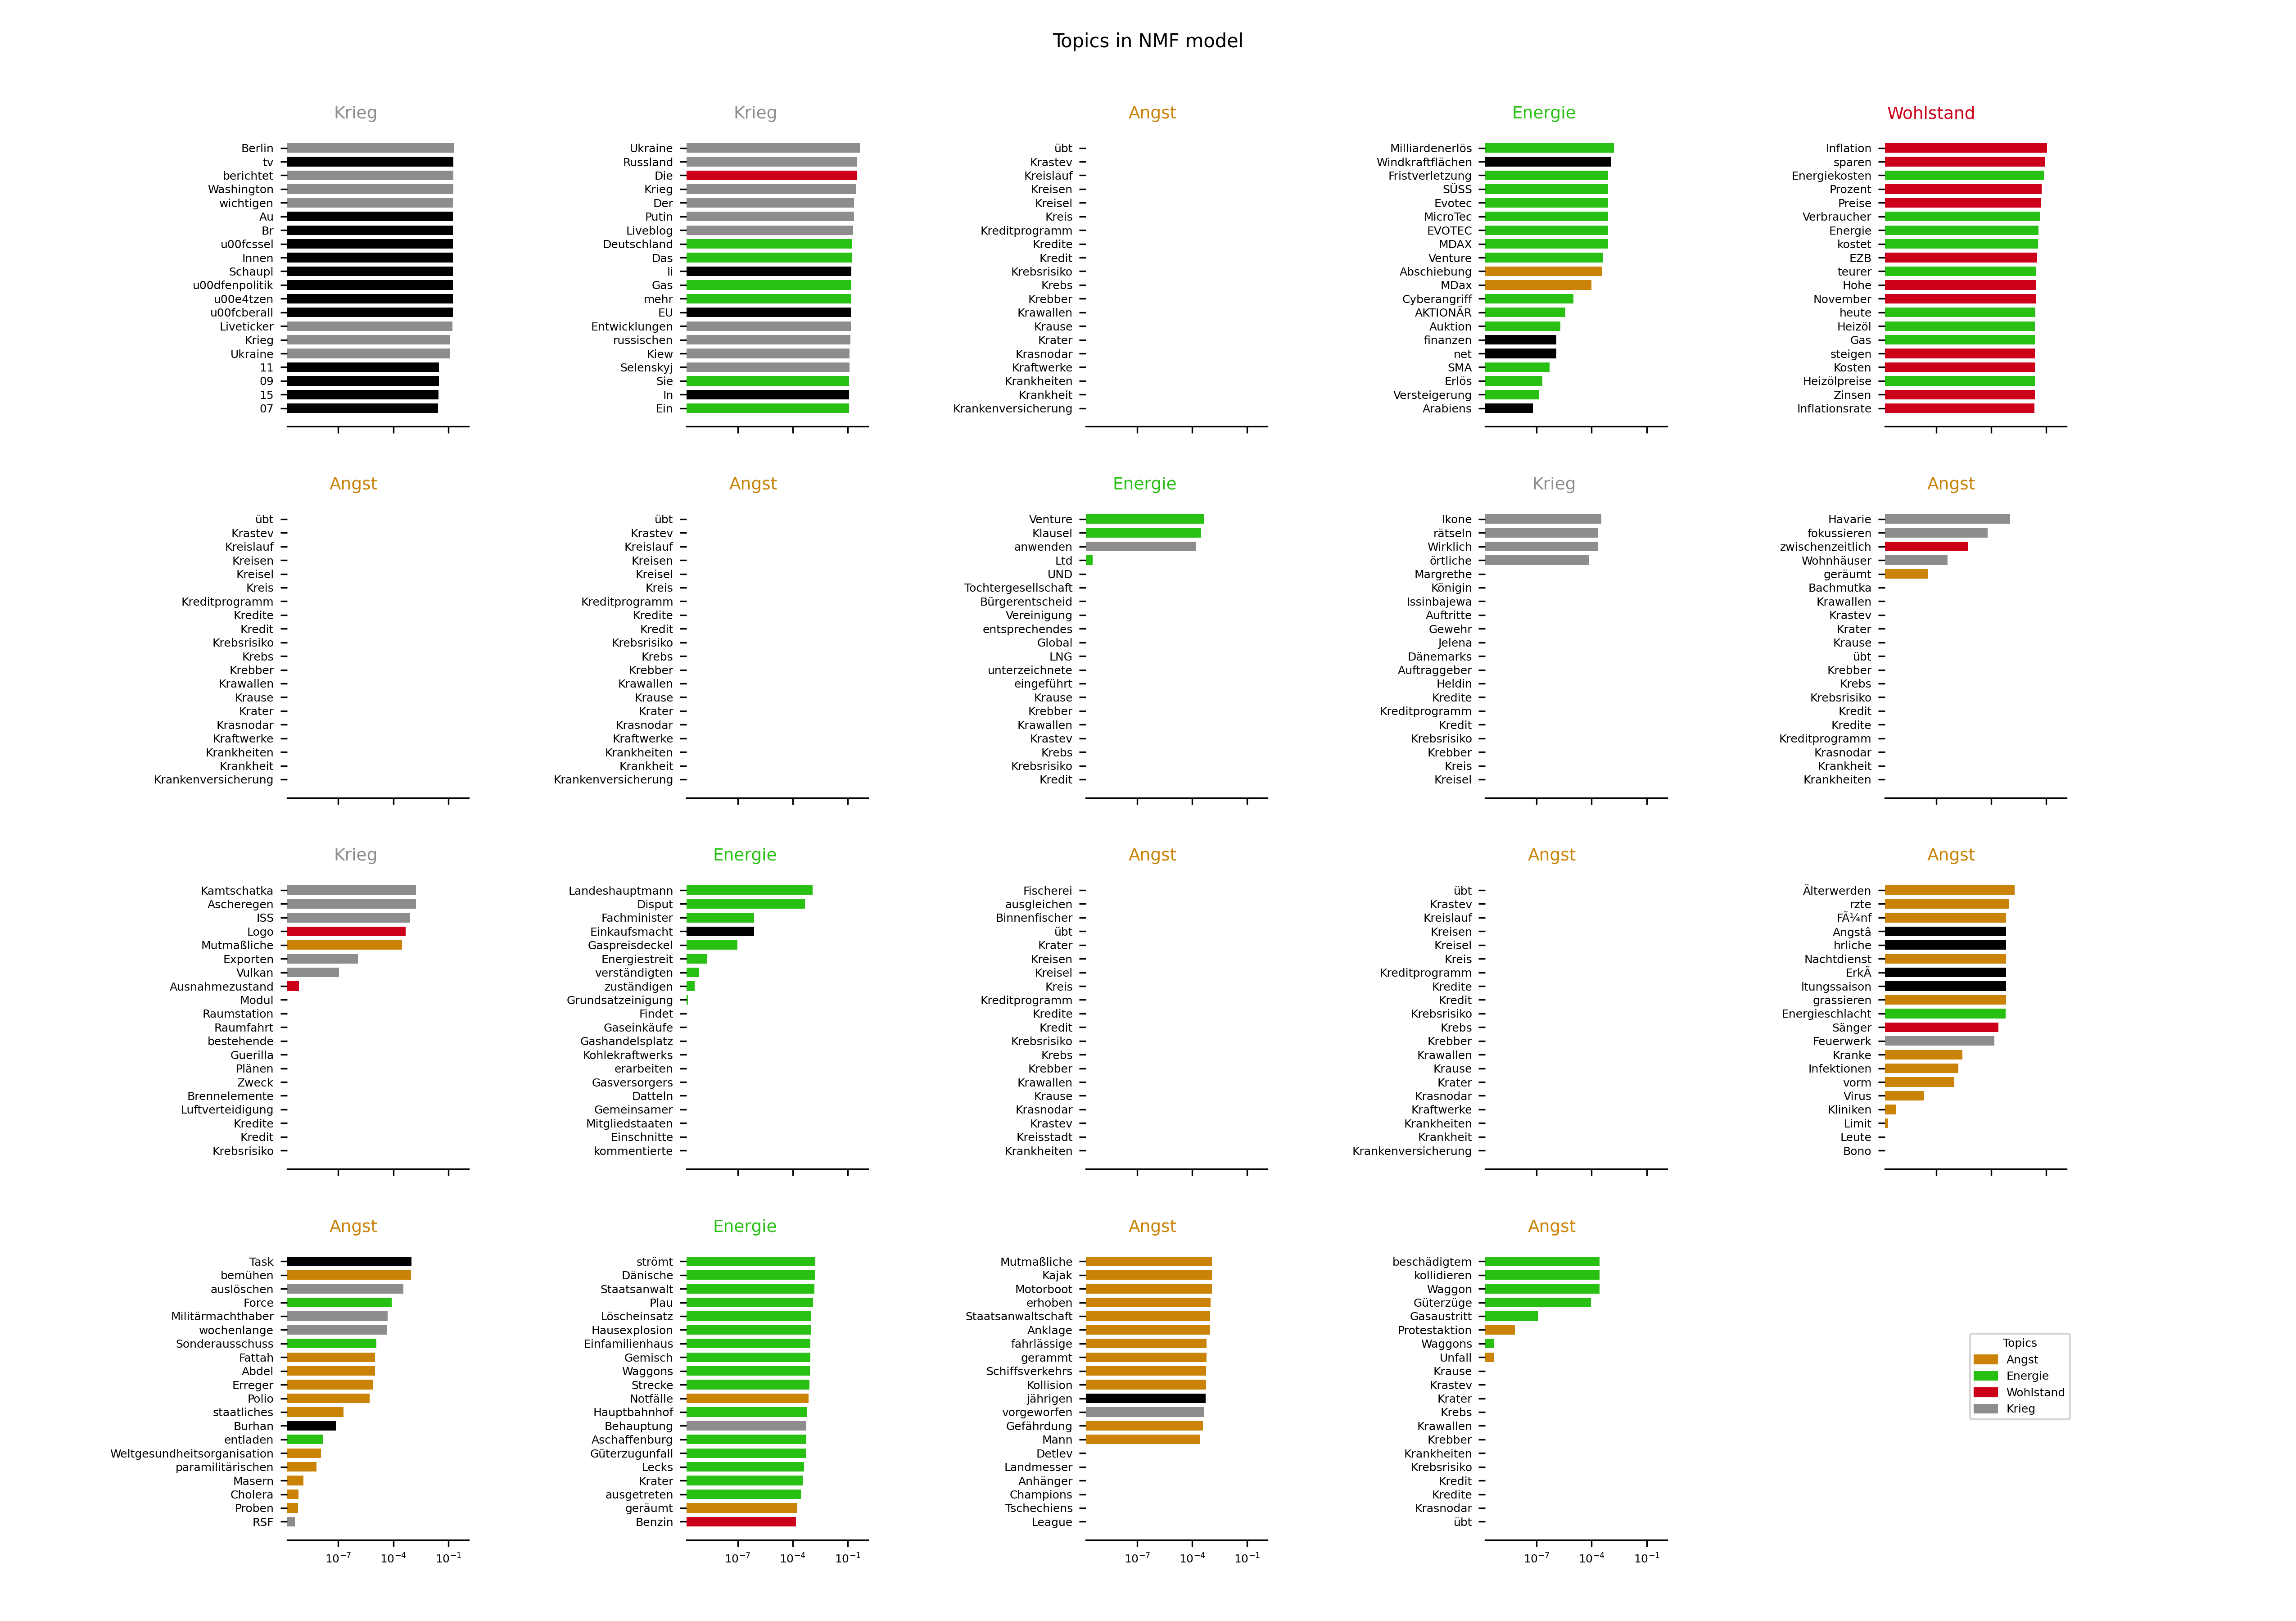 Topics in NMF model
Krieg
Berlin
tv
berichtet
Washington
wichtigen
Au
Br
u00fcssel
Innen
Schaupl
u00dfenpolitik
u00e4tzen
u00fcberall
Liveticker
Krieg
Ukraine
11
09
15
07
Krieg
Ukraine
Russland
Die
Krieg
Der
Putin
Liveblog
Deutschland
Das
li
Gas
mehr
EU
Entwicklungen
russischen
Kiew
Selenskyj
Sie
In
Ein
Angst
übt
Krastev
Kreislauf
Kreisen
Kreisel
Kreis
Kreditprogramm
Kredite
Kredit
Krebsrisiko
Krebs
Krebber
Krawallen
Krause
Krater
Krasnodar
Kraftwerke
Krankheiten
Krankheit
Krankenversicherung
Energie
Milliardenerlös
Windkraftflächen
Fristverletzung
SÜSS
Evotec
MicroTec
EVOTEC
MDAX
Venture
Abschiebung
MDax
Cyberangriff
AKTIONÄR
Auktion
finanzen
net
SMA
Erlös
Versteigerung
Arabiens
Wohlstand
Inflation
sparen
Energiekosten
Prozent
Preise
Verbraucher
Energie
kostet
EZB
teurer
Hohe
November
heute
Heizöl
Gas
steigen
Kosten
Heizölpreise
Zinsen
Inflationsrate
Angst
übt
Krastev
Kreislauf
Kreisen
Kreisel
Kreis
Kreditprogramm
Kredite
Kredit
Krebsrisiko
Krebs
Krebber
Krawallen
Krause
Krater
Krasnodar
Kraftwerke
Krankheiten
Krankheit
Krankenversicherung
Angst
übt
Krastev
Kreislauf
Kreisen
Kreisel
Kreis
Kreditprogramm
Kredite
Kredit
Krebsrisiko
Krebs
Krebber
Krawallen
Krause
Krater
Krasnodar
Kraftwerke
Krankheiten
Krankheit
Krankenversicherung
Energie
Venture
Klausel
anwenden
Ltd
UND
Tochtergesellschaft
Bürgerentscheid
Vereinigung
entsprechendes
Global
LNG
unterzeichnete
eingeführt
Krause
Krebber
Krawallen
Krastev
Krebs
Krebsrisiko
Kredit
Krieg
Ikone
rätseln
Wirklich
örtliche
Margrethe
Königin
Issinbajewa
Auftritte
Gewehr
Jelena
Dänemarks
Auftraggeber
Heldin
Kredite
Kreditprogramm
Kredit
Krebsrisiko
Krebber
Kreis
Kreisel
Angst
Havarie
fokussieren
zwischenzeitlich
Wohnhäuser
geräumt
Bachmutka
Krawallen
Krastev
Krater
Krause
übt
Krebber
Krebs
Krebsrisiko
Kredit
Kredite
Kreditprogramm
Krasnodar
Krankheit
Krankheiten
Krieg
Kamtschatka
Ascheregen
ISS
Logo
Mutmaßliche
Exporten
Vulkan
Ausnahmezustand
Modul
Raumstation
Raumfahrt
bestehende
Guerilla
Plänen
Zweck
Brennelemente
Luftverteidigung
Kredite
Kredit
Krebsrisiko
Energie
Landeshauptmann
Disput
Fachminister
Einkaufsmacht
Gaspreisdeckel
Energiestreit
verständigten
zuständigen
Grundsatzeinigung
Findet
Gaseinkäufe
Gashandelsplatz
Kohlekraftwerks
erarbeiten
Gasversorgers
Datteln
Gemeinsamer
Mitgliedstaaten
Einschnitte
kommentierte
Angst
Fischerei
ausgleichen
Binnenfischer
übt
Krater
Kreisen
Kreisel
Kreis
Kreditprogramm
Kredite
Kredit
Krebsrisiko
Krebs
Krebber
Krawallen
Krause
Krasnodar
Krastev
Kreisstadt
Krankheiten
Angst
übt
Krastev
Kreislauf
Kreisen
Kreisel
Kreis
Kreditprogramm
Kredite
Kredit
Krebsrisiko
Krebs
Krebber
Krawallen
Krause
Krater
Krasnodar
Kraftwerke
Krankheiten
Krankheit
Krankenversicherung
Angst
Älterwerden
rzte
FÃ¼nf
Angstâ
hrliche
Nachtdienst
ErkÃ
ltungssaison
grassieren
Energieschlacht
Sänger
Feuerwerk
Kranke
Infektionen
vorm
Virus
Kliniken
Limit
Leute
Bono
Angst
Task
bemühen
auslöschen
Force
Militärmachthaber
wochenlange
Sonderausschuss
Fattah
Abdel
Erreger
Polio
staatliches
Burhan
entladen
Weltgesundheitsorganisation
paramilitärischen
Masern
Cholera
Proben
RSF
10⁻⁷ 10⁻⁴ 10⁻¹
Energie
strömt
Dänische
Staatsanwalt
Plau
Löscheinsatz
Hausexplosion
Einfamilienhaus
Gemisch
Waggons
Strecke
Notfälle
Hauptbahnhof
Behauptung
Aschaffenburg
Güterzugunfall
Lecks
Krater
ausgetreten
geräumt
Benzin
10⁻⁷ 10⁻⁴ 10⁻¹
Angst
Mutmaßliche
Kajak
Motorboot
erhoben
Staatsanwaltschaft
Anklage
fahrlässige
gerammt
Schiffsverkehrs
Kollision
jährigen
vorgeworfen
Gefährdung
Mann
Detlev
Landmesser
Anhänger
Champions
Tschechiens
League
10⁻⁷ 10⁻⁴ 10⁻¹
Angst
beschädigtem
kollidieren
Waggon
Güterzüge
Gasaustritt
Protestaktion
Waggons
Unfall
Krause
Krastev
Krater
Krebs
Krawallen
Krebber
Krankheiten
Krebsrisiko
Kredit
Kredite
Krasnodar
übt
10⁻⁷ 10⁻⁴ 10⁻¹
Topics
Angst
Energie
Wohlstand
Krieg